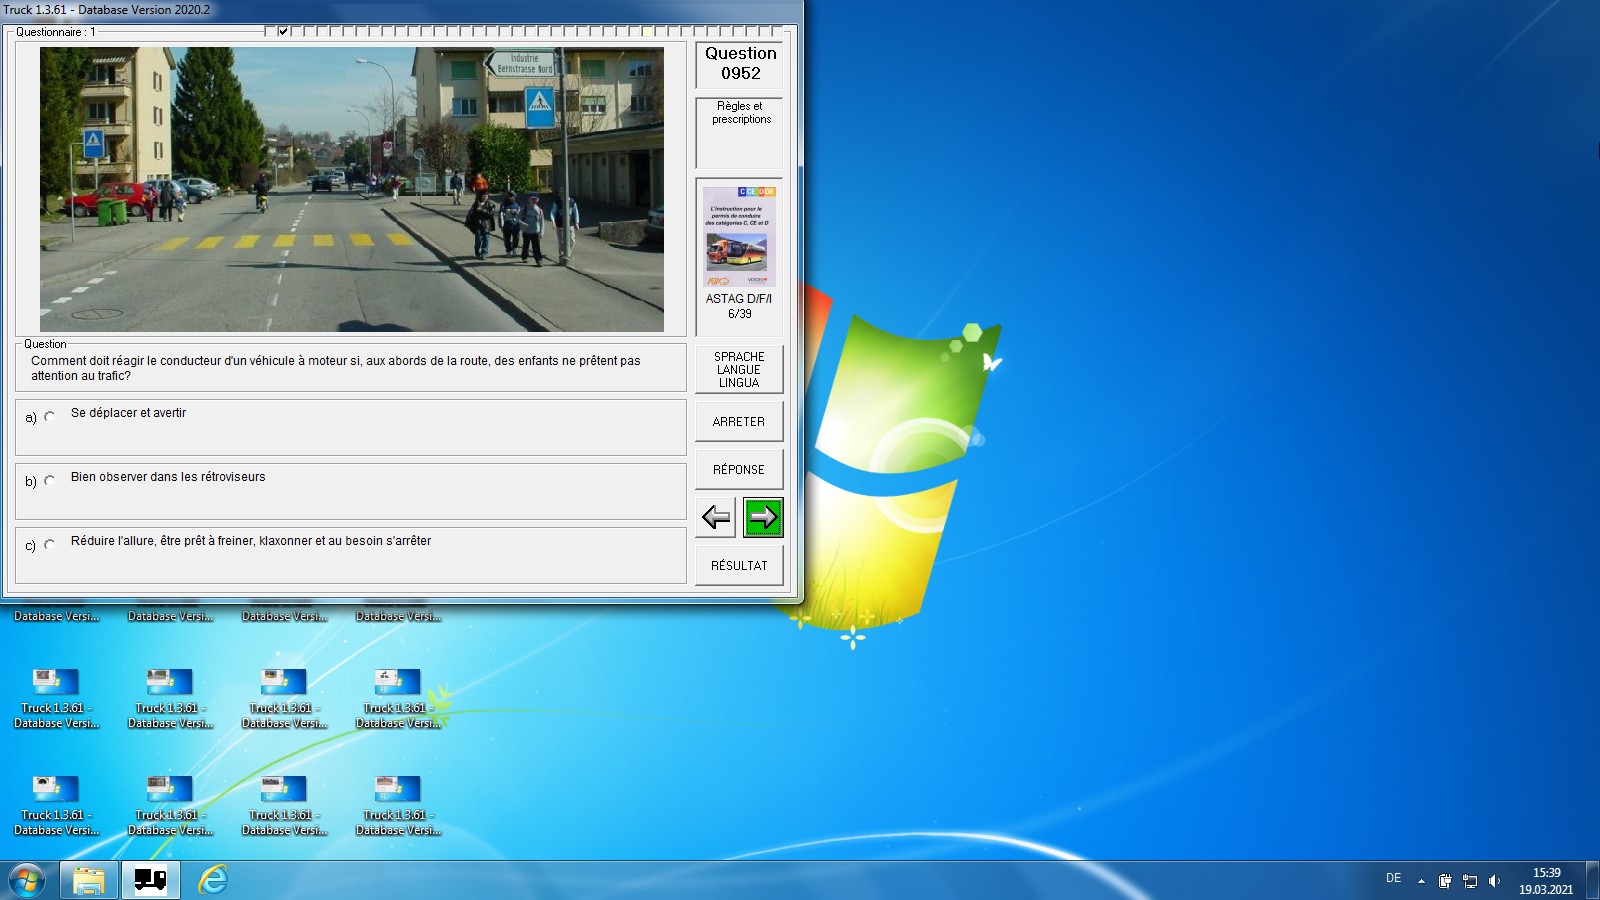 Truck 1.3.61 - Database Version 2020.2
Questionnaire : 1
Industrie
Bernstrasse Nord
Question
0952
Règles et
prescriptions
C CE D DE
L'instruction pour le
permis de conduire
des catégories C, CE et D
ASTAG D/F/I
6/39
Question
Comment doit réagir le conducteur d'un véhicule à moteur si, aux abords de la route, des enfants ne prêtent pas
attention au trafic?
a) Se déplacer et avertir
b) Bien observer dans les rétroviseurs
c) Réduire l'allure, être prêt à freiner, klaxonner et au besoin s'arrêter
SPRACHE
LANGUE
LINGUA
ARRETER
RÉPONSE
RÉSULTAT
Database Versi...
Database Versi...
Database Versi...
Database Versi...
Truck 1.3.61 -
Database Versi...
Truck 1.3.61 -
Database Versi...
Truck 1.3.61 -
Database Versi...
Truck 1.3.61 -
Database Versi...
Truck 1.3.61 -
Database Versi...
Truck 1.3.61 -
Database Versi...
Truck 1.3.61 -
Database Versi...
Truck 1.3.61 -
Database Versi...
DE
15:39
19.03.2021